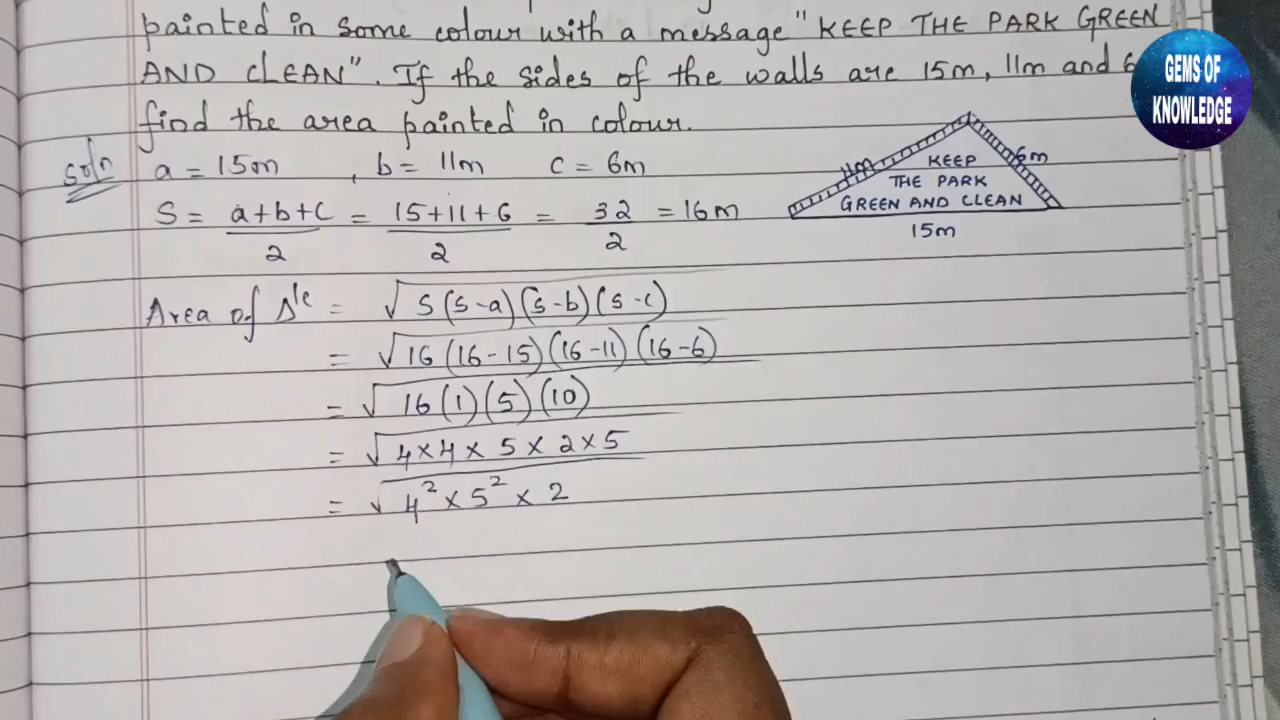 painted in some colour with a message "KEEP THE PARK GREEN
AND CLEAN". If the sides of the walls are 15m, 11m and 6
find the area painted in colour.
GEMS OF
KNOWLEDGE
Soln
a = 15m , b = 11m c = 6m
S = a+b+c/2 = 15+11+6/2 = 32/2 = 16m
11m
6m
KEEP
THE PARK
GREEN AND CLEAN
15m
Area of Δle = √S(S-a)(S-b)(S-c)
= √16(16-15)(16-11)(16-6)
= √16(1)(5)(10)
= √4×4×5×2×5
= √4²×5²×2